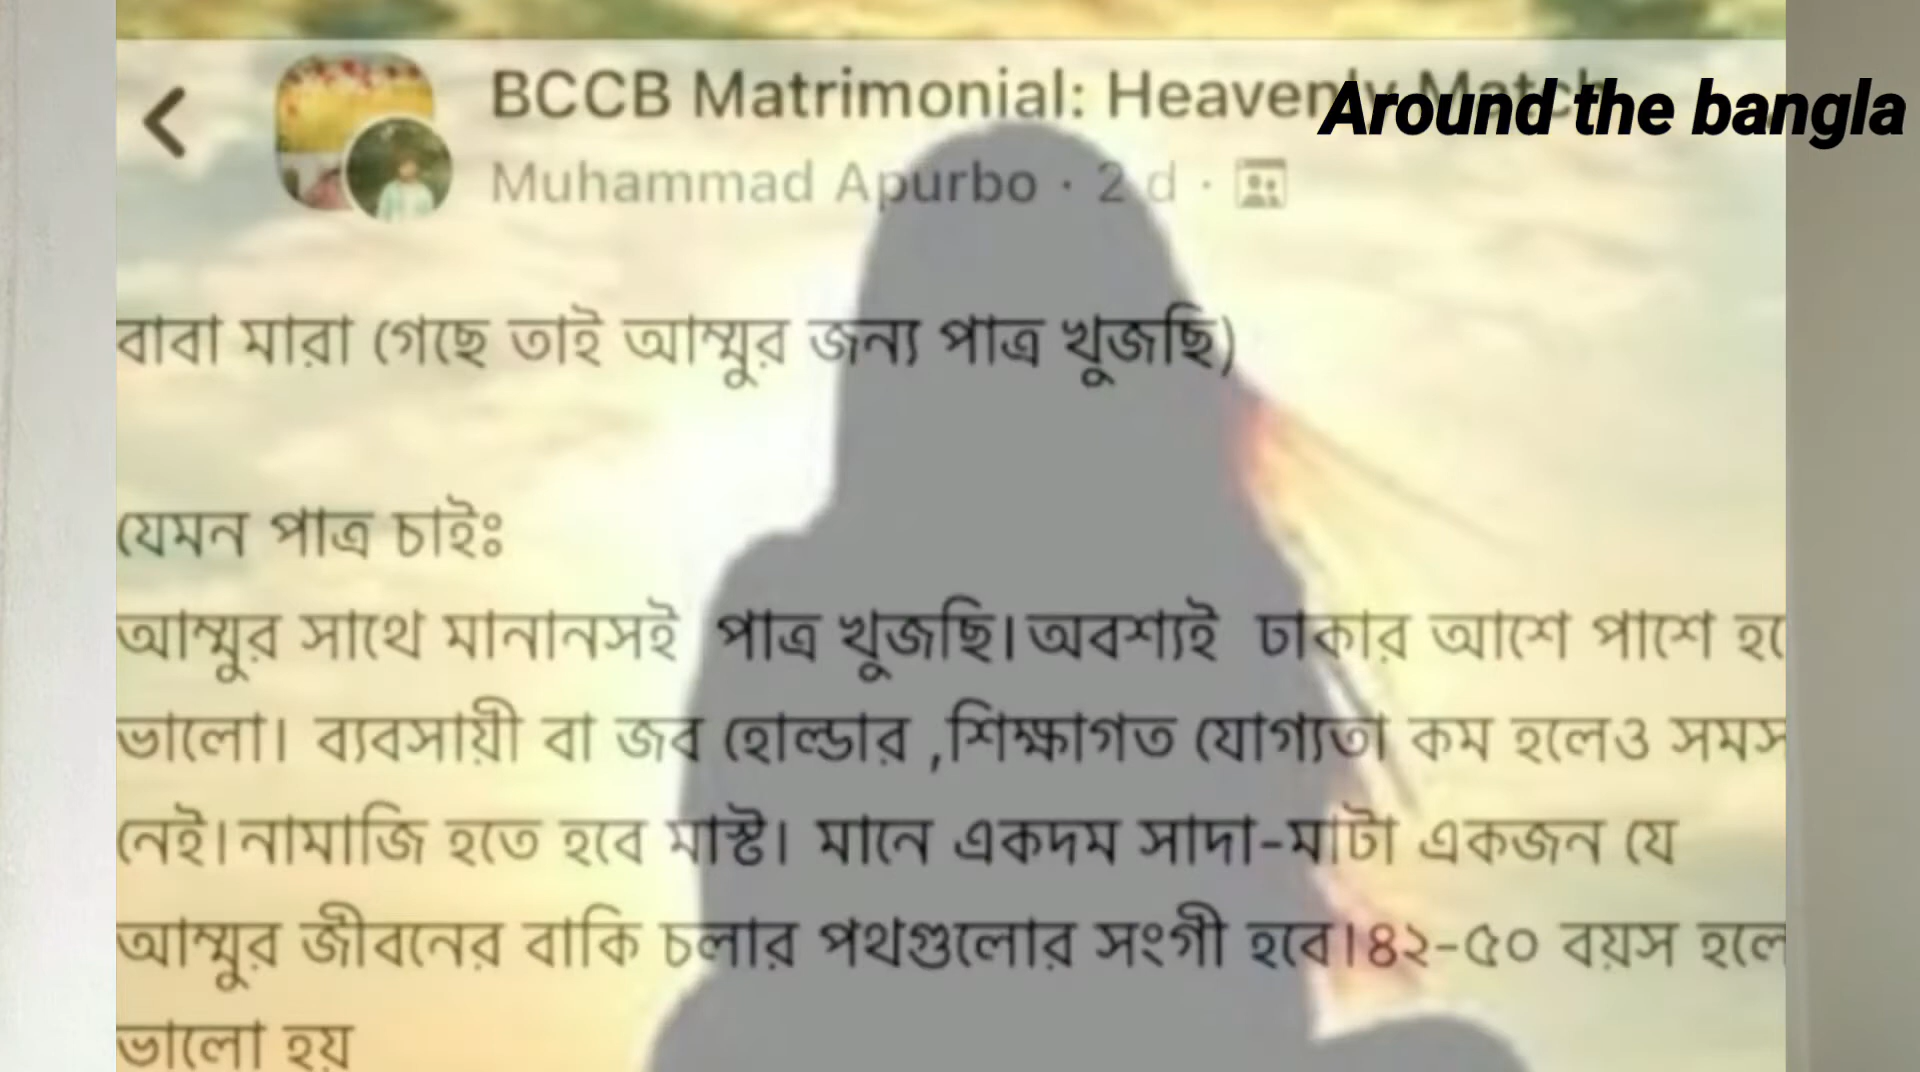 BCCB Matrimonial: Heavenly Match
Around the bangla
Muhammad Apurbo · 2 d ·
বাবা মারা গেছে তাই আম্মুর জন্য পাত্র খুজছি)
যেমন পাত্র চাইঃ
আম্মুর সাথে মানানসই পাত্র খুজছি। অবশ্যই ঢাকার আশে পাশে হ
ভালো। ব্যবসায়ী বা জব হোল্ডার ,শিক্ষাগত যোগ্যতা কম হলেও সমস
নেই। নামাজি হতে হবে মাস্ট। মানে একদম সাদা-মাটা একজন যে
আম্মুর জীবনের বাকি চলার পথগুলোর সংগী হবে।৪২-৫০ বয়স হলে
ভালো হয়